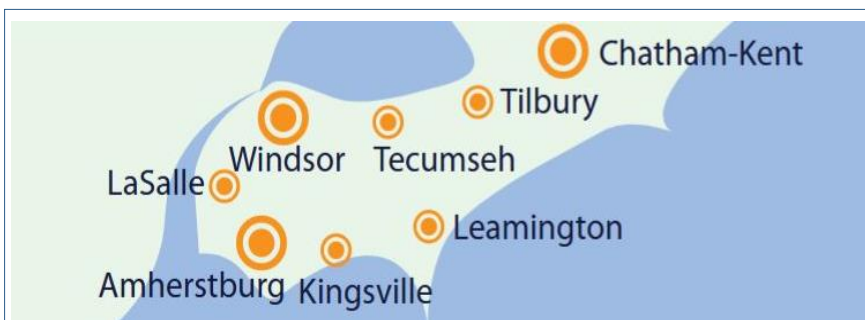 Chatham-Kent
Tilbury
Windsor
Tecumseh
LaSalle
Leamington
Amherstburg
Kingsville